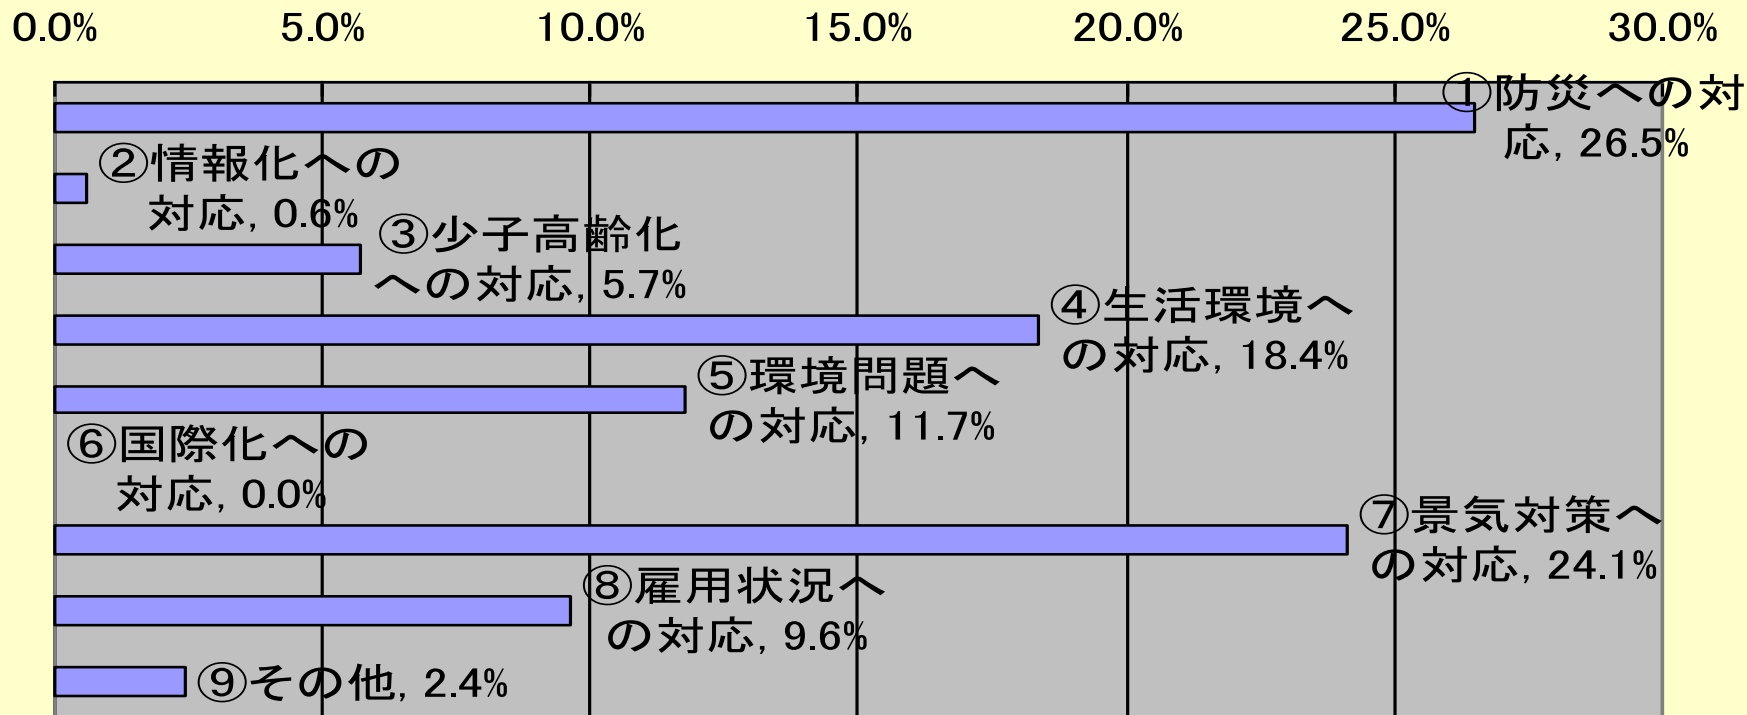 0.0% 5.0% 10.0% 15.0% 20.0% 25.0% 30.0%
①防災への対
応, 26.5%
②情報化への
対応, 0.6%
③少子高齢化
への対応, 5.7%
④生活環境へ
の対応, 18.4%
⑤環境問題へ
の対応, 11.7%
⑥国際化への
対応, 0.0%
⑦景気対策へ
の対応, 24.1%
⑧雇用状況へ
の対応, 9.6%
⑨その他, 2.4%